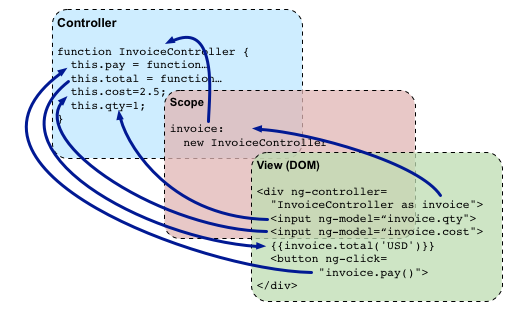 Controller
function InvoiceController {
this.pay = function…
this.total = function…
this.cost=2.5;
this.qty=1;
}
Scope
invoice:
new InvoiceController
View (DOM)
<div ng-controller=
"InvoiceController as invoice">
<input ng-model=“invoice.qty">
<input ng-model=“invoice.cost">
{{invoice.total('USD')}}
<button ng-click=
"invoice.pay()">
</div>